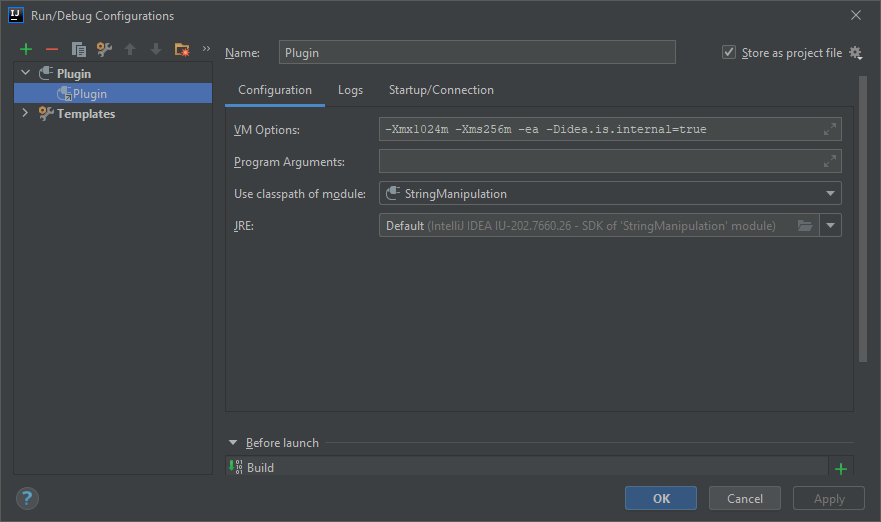 IJ Run/Debug Configurations
Name: Plugin Store as project file
Plugin
Plugin
Templates
Configuration Logs Startup/Connection
VM Options: -Xmx1024m -Xms256m -ea -Didea.is.internal=true
Program Arguments:
Use classpath of module: StringManipulation
JRE: Default (IntelliJ IDEA IU-202.7660.26 - SDK of 'StringManipulation' module)
Before launch
Build
? OK Cancel Apply